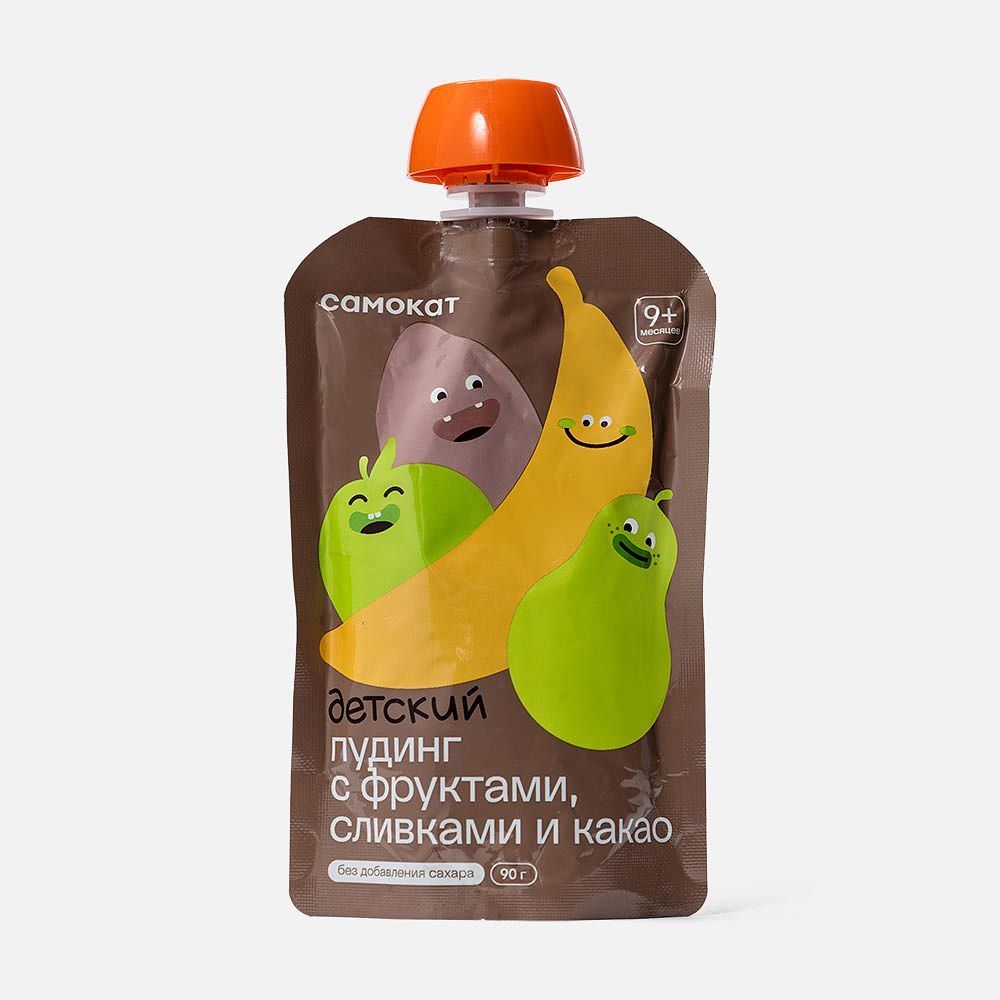 самокат
9+
месяцев
детский
пудинг
с фруктами,
сливками и какао
без добавления сахара
90 г